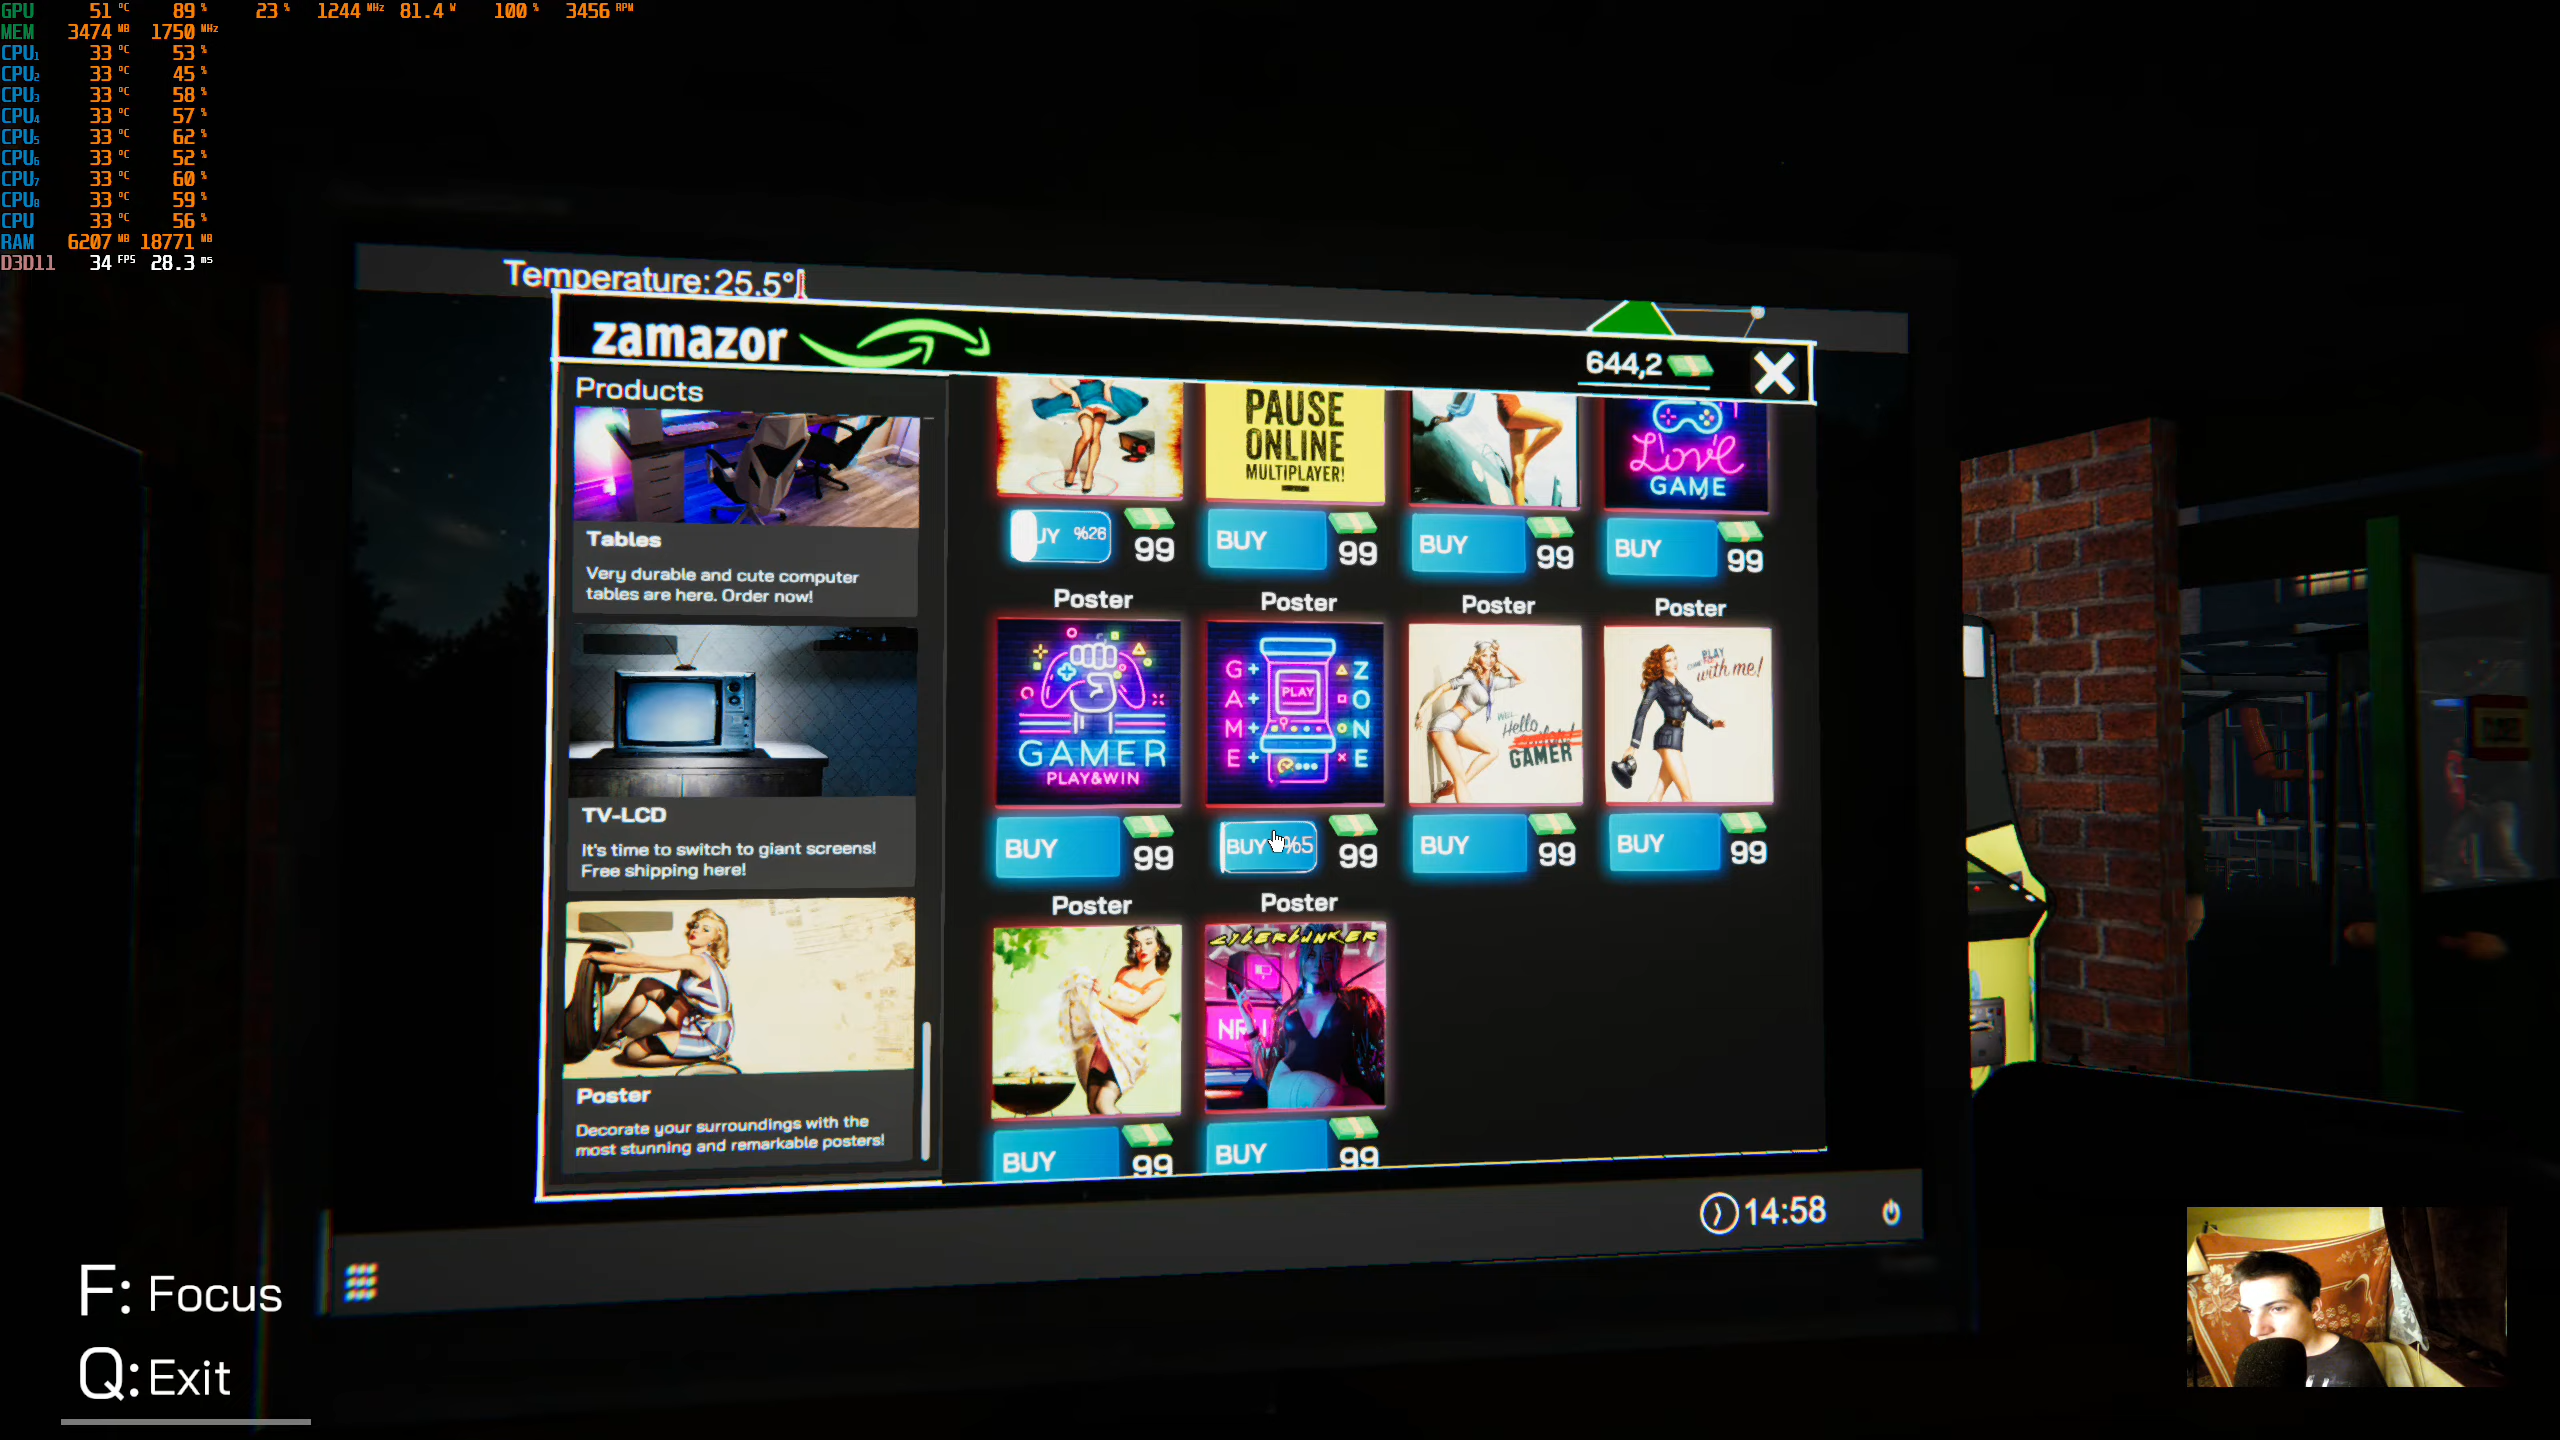 GPU 51 °C 89 % 23 % 1244 MHz 81.4 W 100 % 3456 RPM
MEM 3474 MB 1750 MHz
CPU1 33 °C 53 %
CPU2 33 °C 45 %
CPU3 33 °C 58 %
CPU4 33 °C 57 %
CPU5 33 °C 62 %
CPU6 33 °C 52 %
CPU7 33 °C 60 %
CPU8 33 °C 59 %
CPU 33 °C 56 %
RAM 6207 MB 18771 MB
D3D11 34 FPS 28.3 ms
Temperature: 25.5°
zamazor
644,2
Products
PAUSE
ONLINE
MULTIPLAYER!
Love
GAME
Tables
Very durable and cute computer
tables are here. Order now!
UY %26 99
BUY 99
BUY 99
BUY 99
Poster
Poster
Poster
Poster
GAMER
PLAY&WIN
GAME ZONE
PLAY
Hello
GAMER
PLAY
with me!
TV-LCD
It's time to switch to giant screens!
Free shipping here!
BUY 99
BUY %5 99
BUY 99
BUY 99
Poster
Poster
CYBERBUNKER
Poster
Decorate your surroundings with the
most stunning and remarkable posters!
BUY 99
BUY 99
14:58
F: Focus
Q: Exit